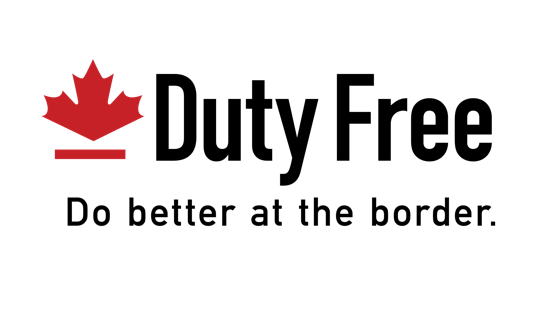 Duty Free
Do better at the border.